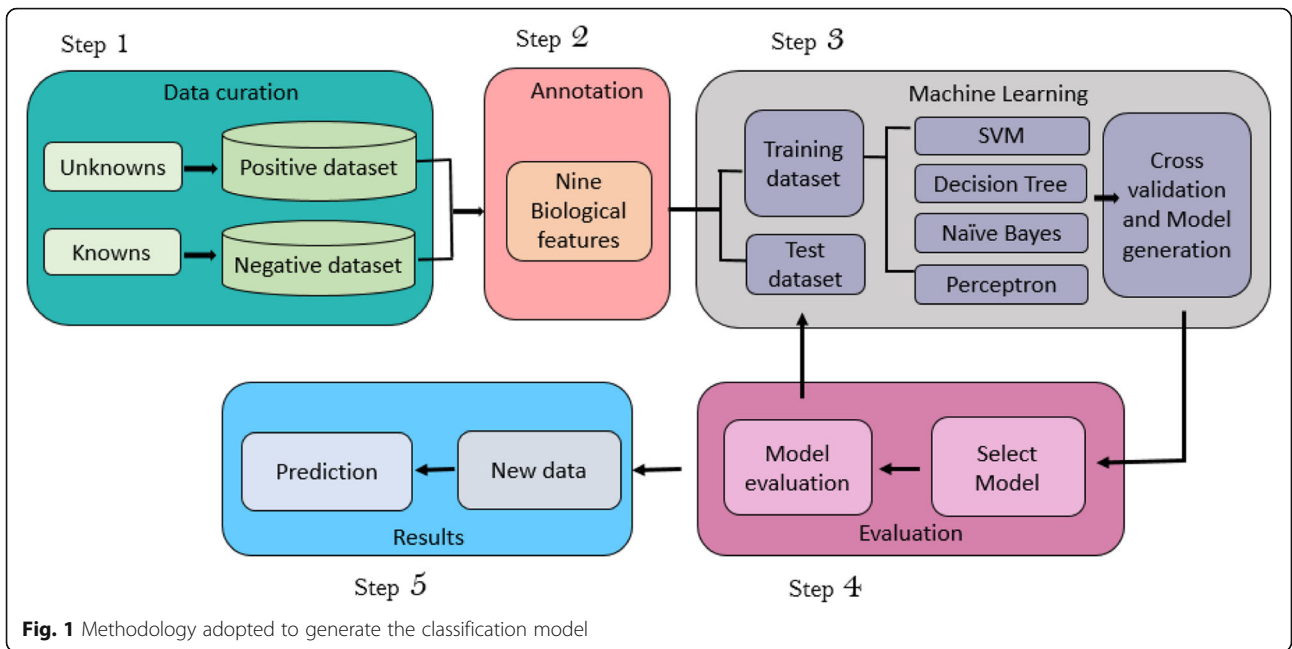 Step 1
Step 2
Step 3
Data curation
Unknowns
Positive dataset
Knowns
Negative dataset
Annotation
Nine
Biological
features
Machine Learning
Training
dataset
Test
dataset
SVM
Decision Tree
Naïve Bayes
Perceptron
Cross
validation
and Model
generation
Prediction
New data
Results
Model
evaluation
Select
Model
Evaluation
Step 5
Step 4
Fig. 1 Methodology adopted to generate the classification model